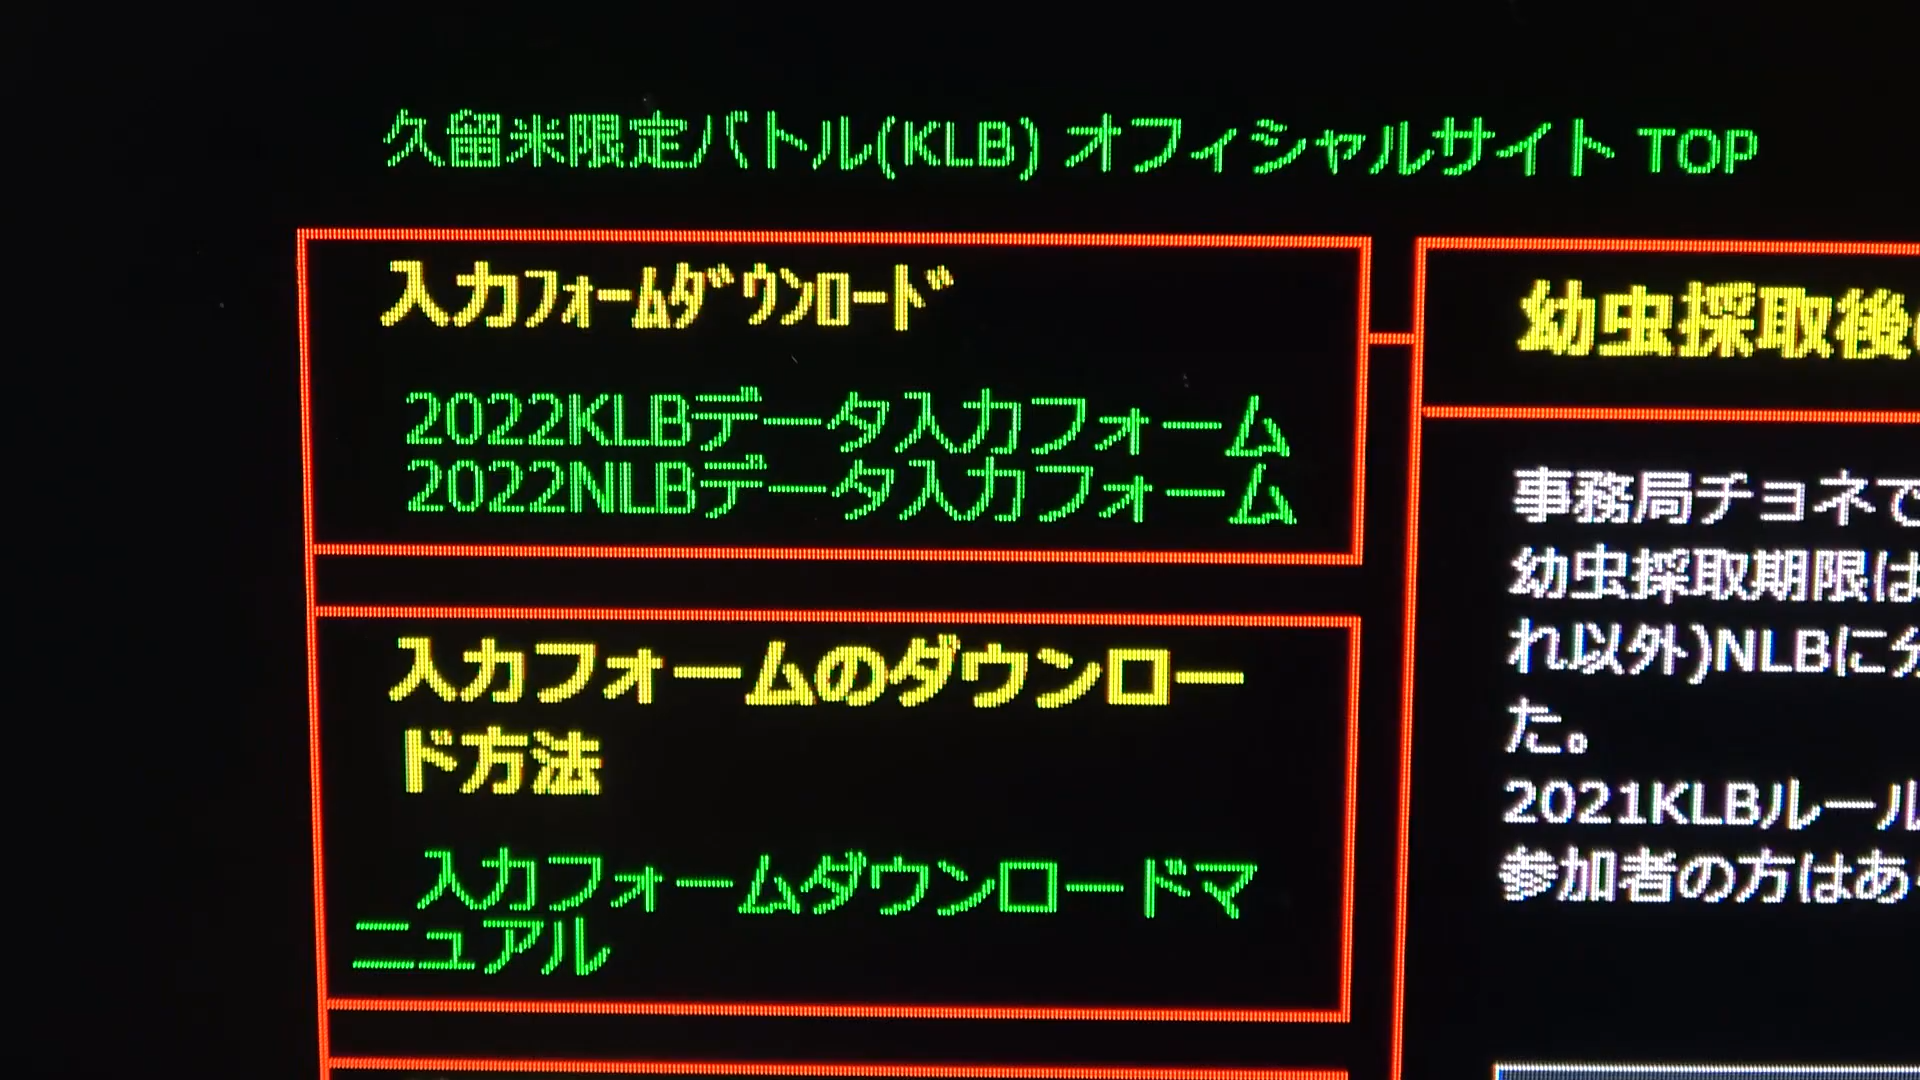 久留米限定バトル(KLB) オフィシャルサイト TOP
入力ﾌｫｰﾑﾀﾞｳﾝﾛｰﾄﾞ
2022KLBデータ入力フォーム
2022NLBデータ入力フォーム
入力フォームのダウンロー
ド方法
入力フォームダウンロードマ
ニュアル
幼虫採取後
事務局チョネで
幼虫採取期限は
れ以外)NLBに分
た。
2021KLBルール
参加者の方はあ